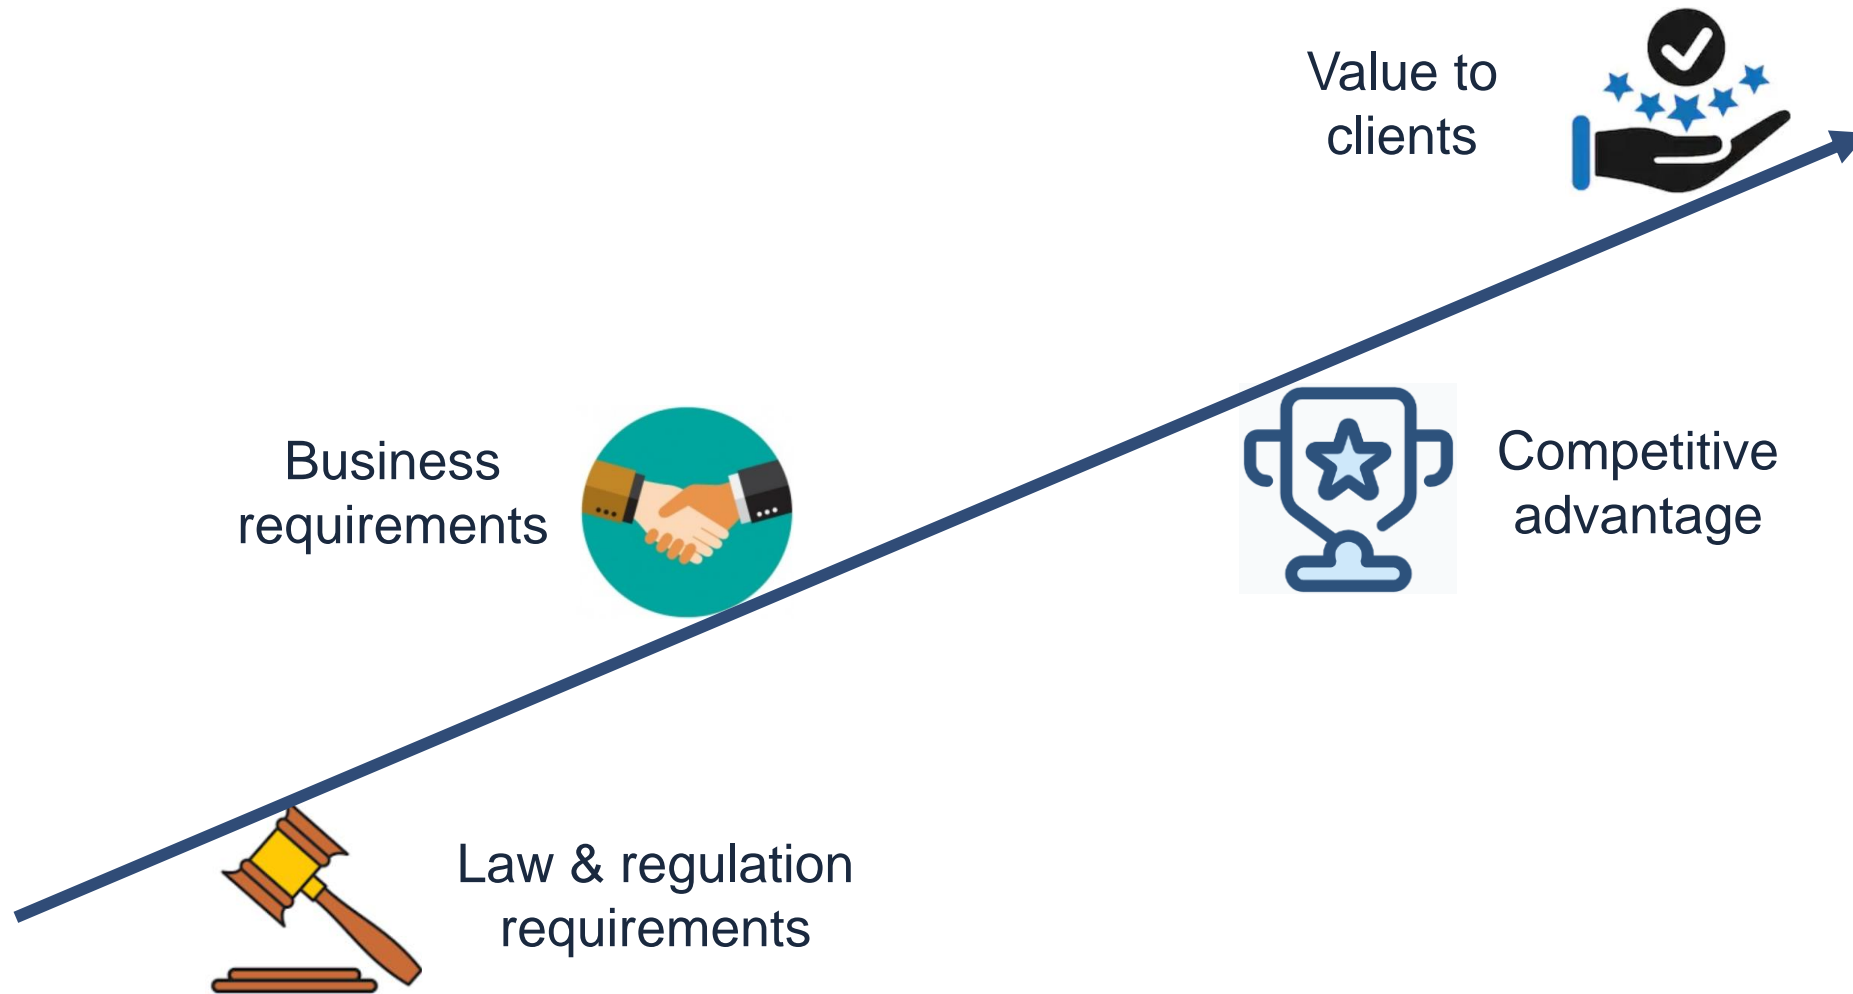 Value to
clients
Business
requirements
Competitive
advantage
Law & regulation
requirements